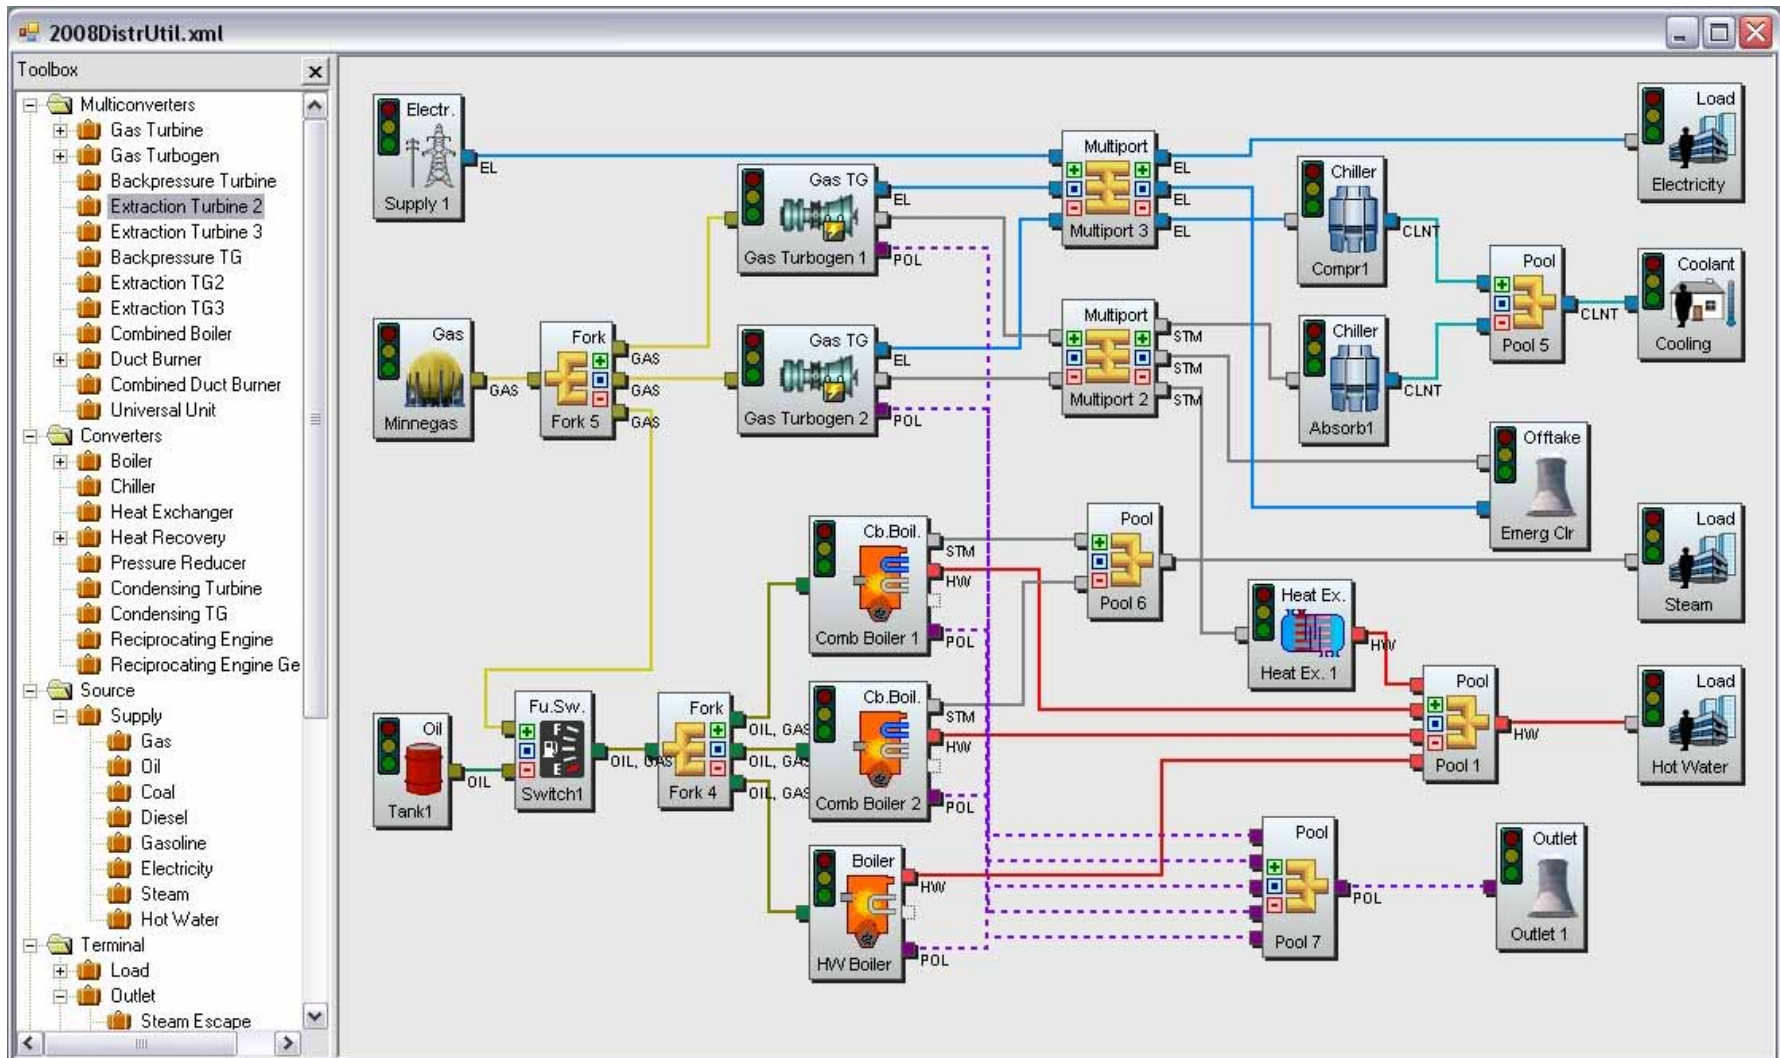 2008DistrUtil.xml
Toolbox
Multiconverters
Gas Turbine
Gas Turbogen
Backpressure Turbine
Extraction Turbine 2
Extraction Turbine 3
Backpressure TG
Extraction TG2
Extraction TG3
Combined Boiler
Duct Burner
Combined Duct Burner
Universal Unit
Converters
Boiler
Chiller
Heat Exchanger
Heat Recovery
Pressure Reducer
Condensing Turbine
Condensing TG
Reciprocating Engine
Reciprocating Engine Ge
Source
Supply
Gas
Oil
Coal
Diesel
Gasoline
Electricity
Steam
Hot Water
Terminal
Load
Outlet
Steam Escape
Electr.
EL
Supply 1
Gas
GAS
Minnegas
Fork
GAS
GAS
GAS
Fork 5
Gas TG
EL
POL
Gas Turbogen 1
Gas TG
EL
POL
Gas Turbogen 2
Multiport
EL
EL
EL
Multiport 3
Multiport
STM
STM
STM
Multiport 2
Chiller
CLNT
Compr1
Chiller
CLNT
Absorb1
Pool
CLNT
Pool 5
Load
Electricity
Coolant
Cooling
Offtake
Emerg Clr
Load
Steam
Cb.Boil.
STM
HW
POL
Comb Boiler 1
Pool
Pool 6
Heat Ex.
HW
Heat Ex. 1
Oil
OIL
Tank1
Fu.Sw.
F
E
OIL, GAS
Switch1
Fork
OIL, GAS
OIL, GAS
OIL, GAS
Fork 4
Cb.Boil.
STM
HW
POL
Comb Boiler 2
Boiler
HW
POL
HW Boiler
Pool
HW
Pool 1
Load
Hot Water
Pool
POL
Pool 7
Outlet
Outlet 1